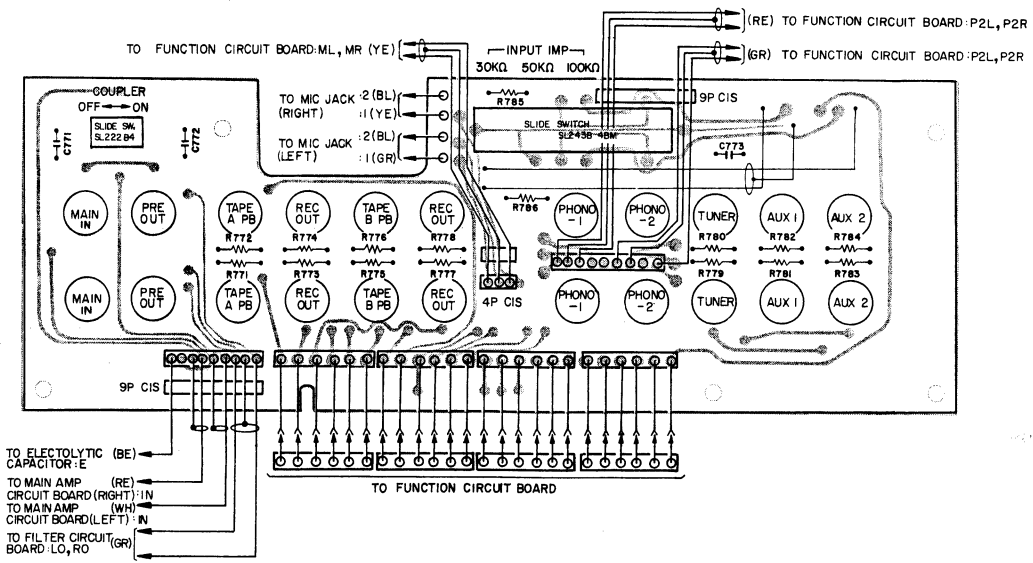 (RE) TO FUNCTION CIRCUIT BOARD:P2L, P2R
TO FUNCTION CIRCUIT BOARD:ML, MR (YE)
INPUT IMP
30KΩ 50KΩ 100KΩ
(GR) TO FUNCTION CIRCUIT BOARD:P2L, P2R
COUPLER
OFF ON
SLIDE SW.
SL222B4
C771
C772
TO MIC JACK
(RIGHT)
:2(BL)
:1(YE)
TO MIC JACK
(LEFT)
:2(BL)
:1(GR)
R785
9P CIS
SLIDE SWITCH
SL243B 4BM
C773
R786
MAIN
IN
PRE
OUT
TAPE
A PB
REC
OUT
TAPE
B PB
REC
OUT
PHONO
-1
PHONO
-2
TUNER
AUX 1
AUX 2
R772
R774
R776
R778
R780
R782
R784
R771
R773
R775
R777
R779
R781
R783
MAIN
IN
PRE
OUT
TAPE
A PB
REC
OUT
TAPE
B PB
REC
OUT
4P CIS
PHONO
-1
PHONO
-2
TUNER
AUX 1
AUX 2
9P CIS
TO ELECTOLYTIC (BE)
CAPACITOR:E
TO MAIN AMP (RE)
CIRCUIT BOARD(RIGHT):IN
TO MAIN AMP (WH)
CIRCUIT BOARD(LEFT):IN
TO FILTER CIRCUIT
BOARD:LO,RO (GR)
TO FUNCTION CIRCUIT BOARD